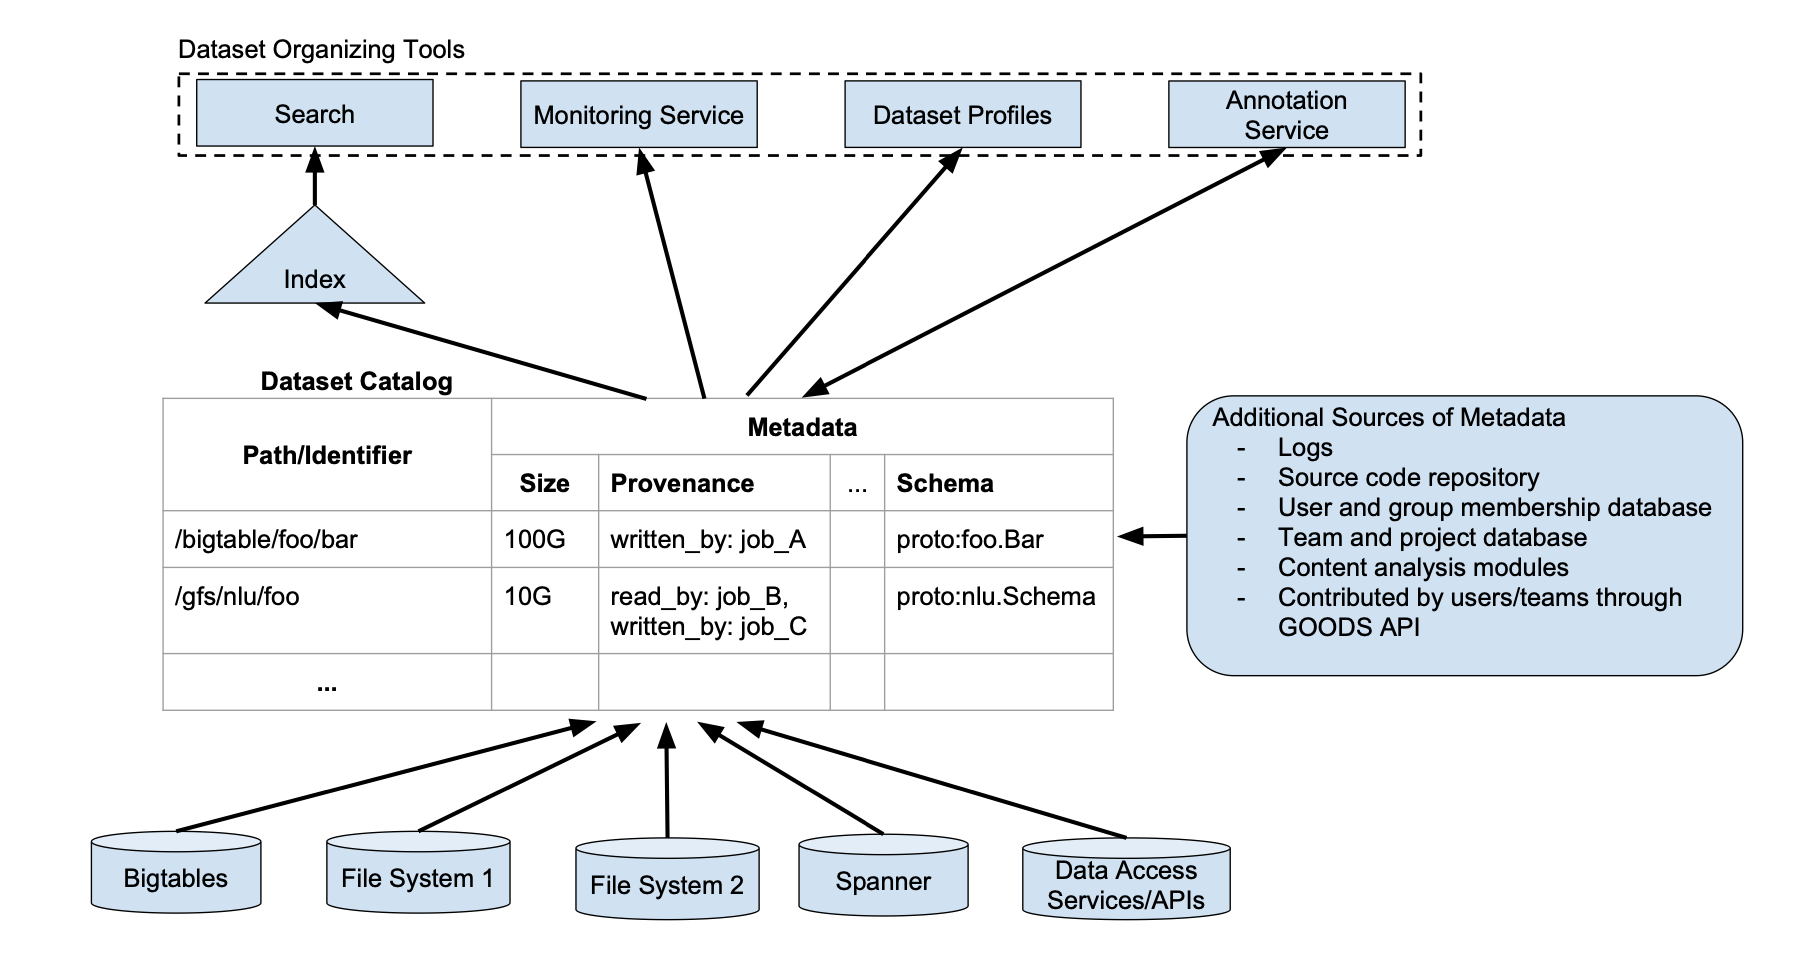 Dataset Organizing Tools
Search
Monitoring Service
Dataset Profiles
Annotation
Service
Index
Dataset Catalog
Path/Identifier
Metadata
Size
Provenance
...
Schema
/bigtable/foo/bar
100G
written_by: job_A
proto:foo.Bar
/gfs/nlu/foo
10G
read_by: job_B,
written_by: job_C
proto:nlu.Schema
...
Additional Sources of Metadata
- Logs
- Source code repository
- User and group membership database
- Team and project database
- Content analysis modules
- Contributed by users/teams through
GOODS API
Bigtables
File System 1
File System 2
Spanner
Data Access
Services/APIs